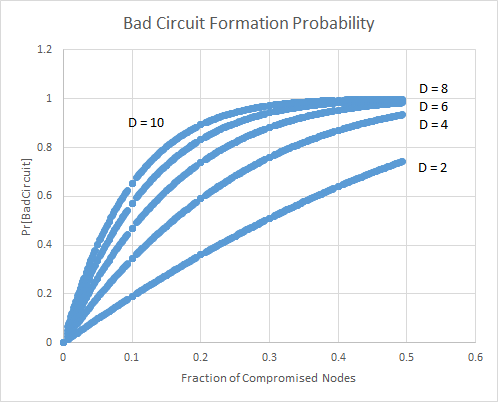 Bad Circuit Formation Probability
1.2
1
0.8
0.6
0.4
0.2
0
Pr[BadCircuit]
D = 10
D = 8
D = 6
D = 4
D = 2
0 0.1 0.2 0.3 0.4 0.5 0.6
Fraction of Compromised Nodes